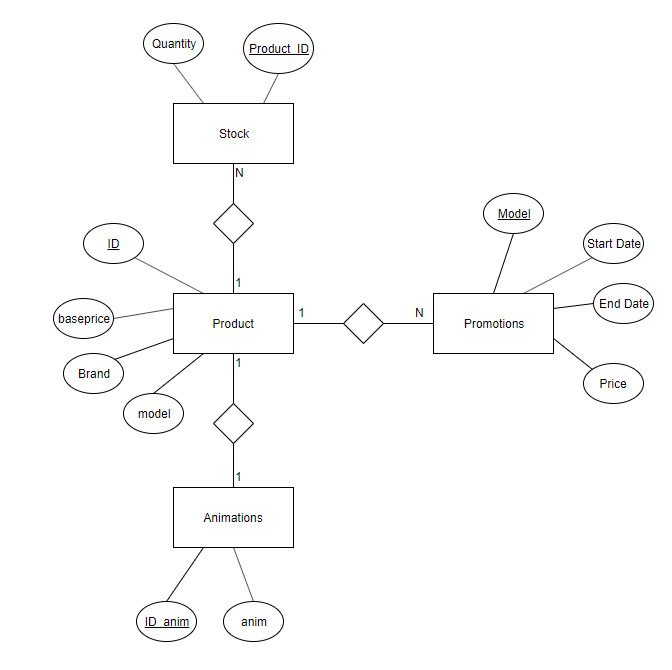 Quantity
Product_ID
Stock
N
1
ID
baseprice
Brand
model
Product
1
N
Promotions
Model
Start Date
End Date
Price
1
1
Animations
ID_anim
anim